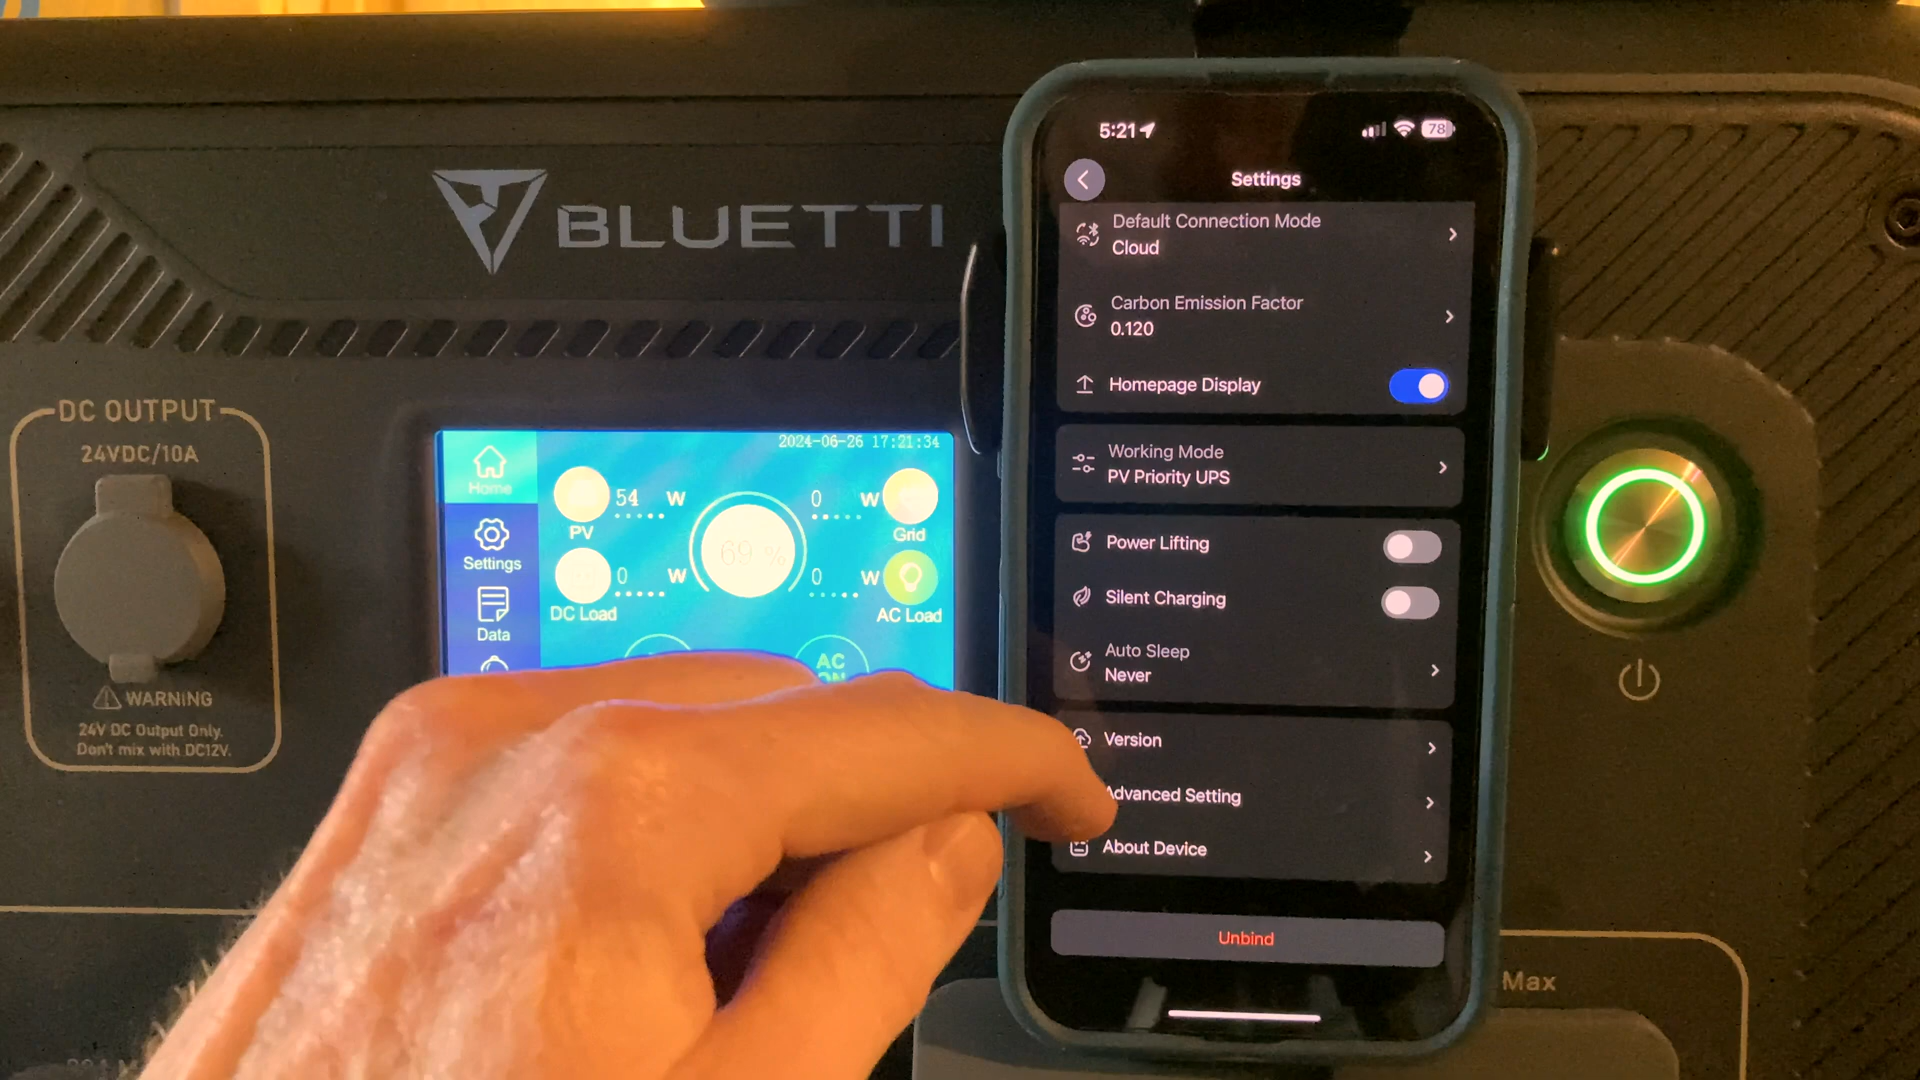 BLUETTI
DC OUTPUT
24VDC/10A
WARNING
24V DC Output Only.
Don't mix with DC12V.
2024-06-26 17:21:34
Home
Settings
Data
54 W
PV
0 W
DC Load
69 %
0 W
Grid
0 W
AC Load
AC
ON
5:21
78
Settings
Default Connection Mode
Cloud
Carbon Emission Factor
0.120
Homepage Display
Working Mode
PV Priority UPS
Power Lifting
Silent Charging
Auto Sleep
Never
Version
Advanced Setting
About Device
Unbind
Max